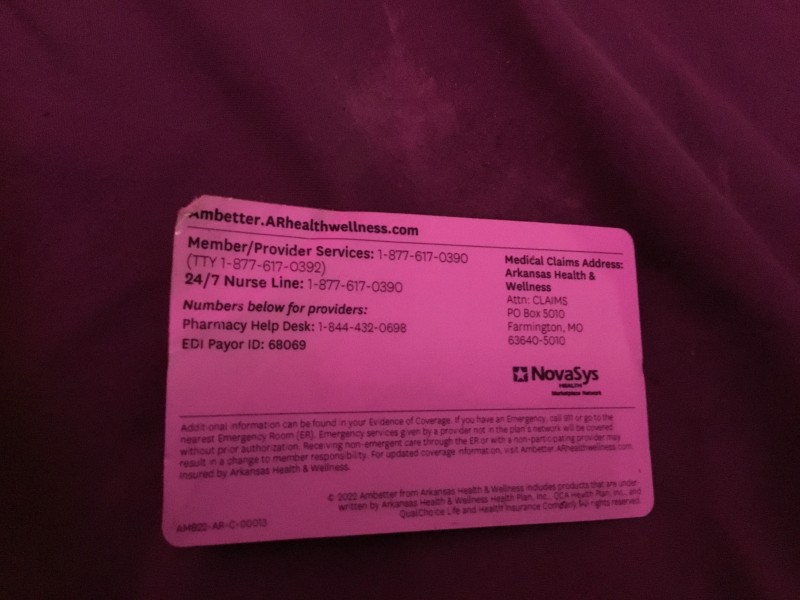 Ambetter.ARhealthwellness.com
Member/Provider Services: 1-877-617-0390
(TTY 1-877-617-0392)
24/7 Nurse Line: 1-877-617-0390
Numbers below for providers:
Pharmacy Help Desk: 1-844-432-0698
EDI Payor ID: 68069
Medical Claims Address:
Arkansas Health &
Wellness
Attn: CLAIMS
PO Box 5010
Farmington, MO
63640-5010
NovaSys
HEALTH
Marketplace Network
Additional information can be found in your Evidence of Coverage. If you have an Emergency, call 911 or go to the
nearest Emergency Room (ER). Emergency services given by a provider not in the plan's network will be covered
without prior authorization. Receiving non-emergent care through the ER or with a non-participating provider may
result in a change to member responsibility. For updated coverage information, visit Ambetter.ARhealthwellness.com.
Insured by Arkansas Health & Wellness.
© 2022 Ambetter from Arkansas Health & Wellness includes products that are under-
written by Arkansas Health & Wellness Health Plan, Inc., QCA Health Plan, Inc., and
QualChoice Life and Health Insurance Company. All rights reserved.
AMB22-AR-C-00013